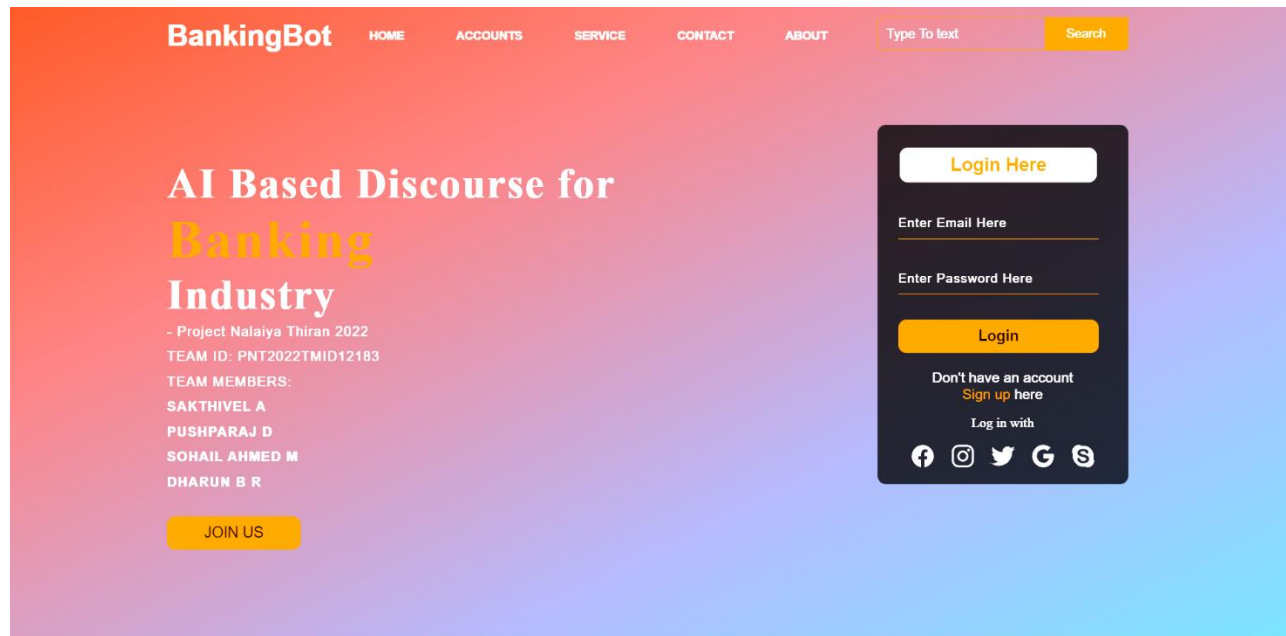 BankingBot
HOME
ACCOUNTS
SERVICE
CONTACT
ABOUT
Type To text
Search
AI Based Discourse for
Banking
Industry
- Project Nalaiya Thiran 2022
TEAM ID: PNT2022TMID12183
TEAM MEMBERS:
SAKTHIVEL A
PUSHPARAJ D
SOHAIL AHMED M
DHARUN B R
JOIN US
Login Here
Enter Email Here
Enter Password Here
Login
Don't have an account
Sign up here
Log in with